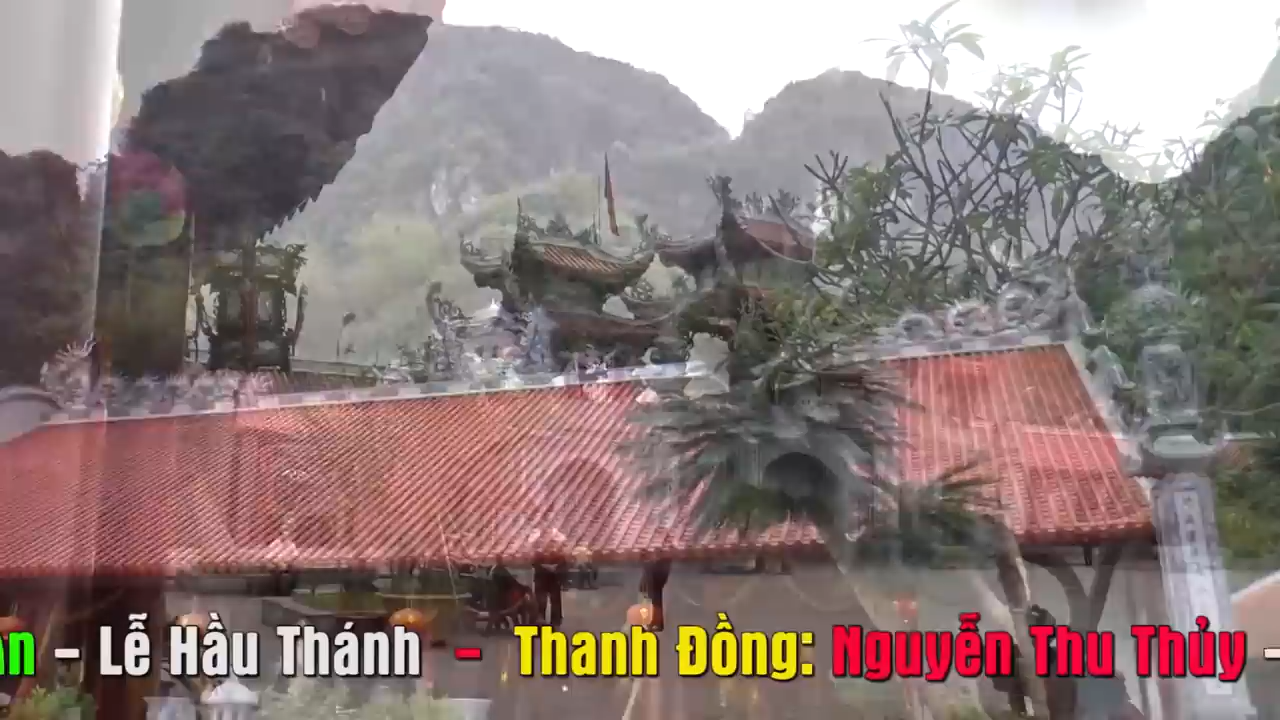 – Lễ Hầu Thánh – Thanh Đồng: Nguyễn Thu Thủy –